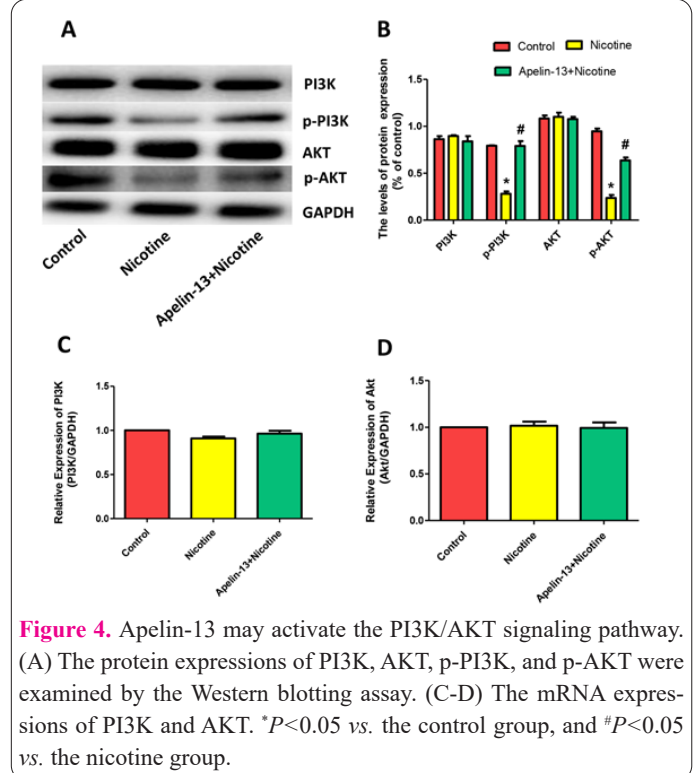 A
PI3K
p-PI3K
AKT
p-AKT
GAPDH
Control
Nicotine
Apelin-13+Nicotine
B
Control
Nicotine
Apelin-13+Nicotine
The levels of protein expression
(% of control)
1.5
1.0
0.5
0.0
#
#
*
*
PI3K
p-PI3K
AKT
p-AKT
C
Relative Expression of PI3K
(PI3K/GAPDH)
1.5
1.0
0.5
0.0
Control
Nicotine
Apelin-13+Nicotine
D
Relative Expression of Akt
(Akt/GAPDH)
1.5
1.0
0.5
0.0
Control
Nicotine
Apelin-13+Nicotine
Figure 4. Apelin-13 may activate the PI3K/AKT signaling pathway.
(A) The protein expressions of PI3K, AKT, p-PI3K, and p-AKT were
examined by the Western blotting assay. (C-D) The mRNA expres-
sions of PI3K and AKT. *P<0.05 vs. the control group, and #P<0.05
vs. the nicotine group.